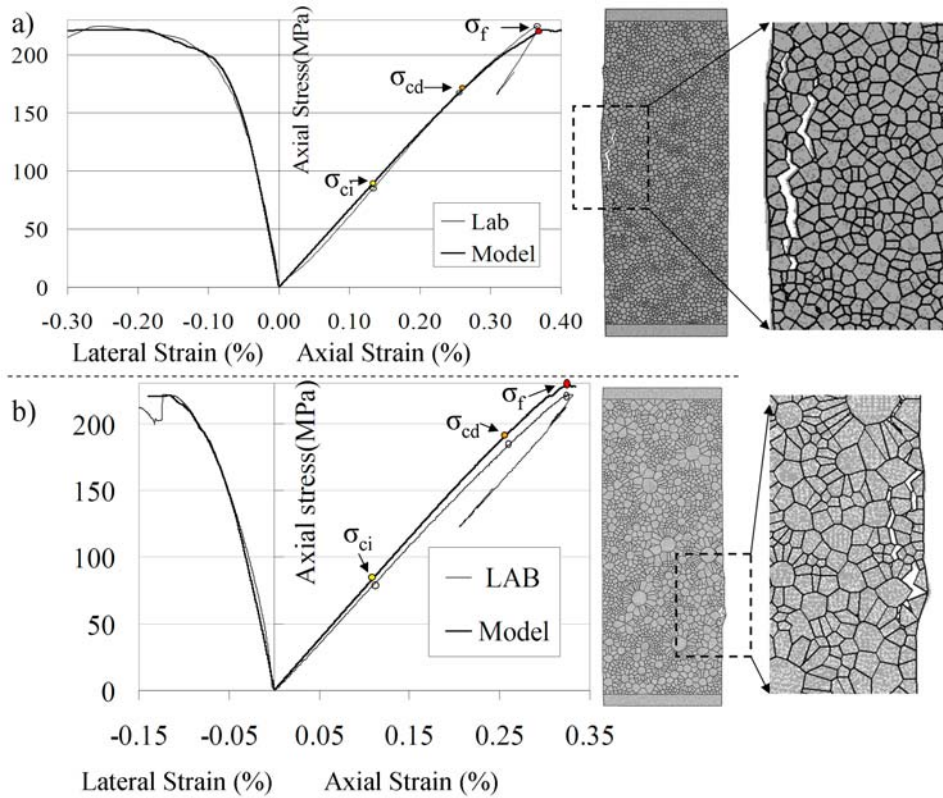 a)
200
150
100
50
0
Axial Stress(MPa)
σf
σcd
σci
Lab
Model
-0.30 -0.20 -0.10 0.00 0.10 0.20 0.30 0.40
Lateral Strain (%) Axial Strain (%)
b)
200
150
100
50
0
Axial stress(MPa)
σf
σcd
σci
LAB
Model
-0.15 -0.05 0.05 0.15 0.25 0.35
Lateral Strain (%) Axial Strain (%)